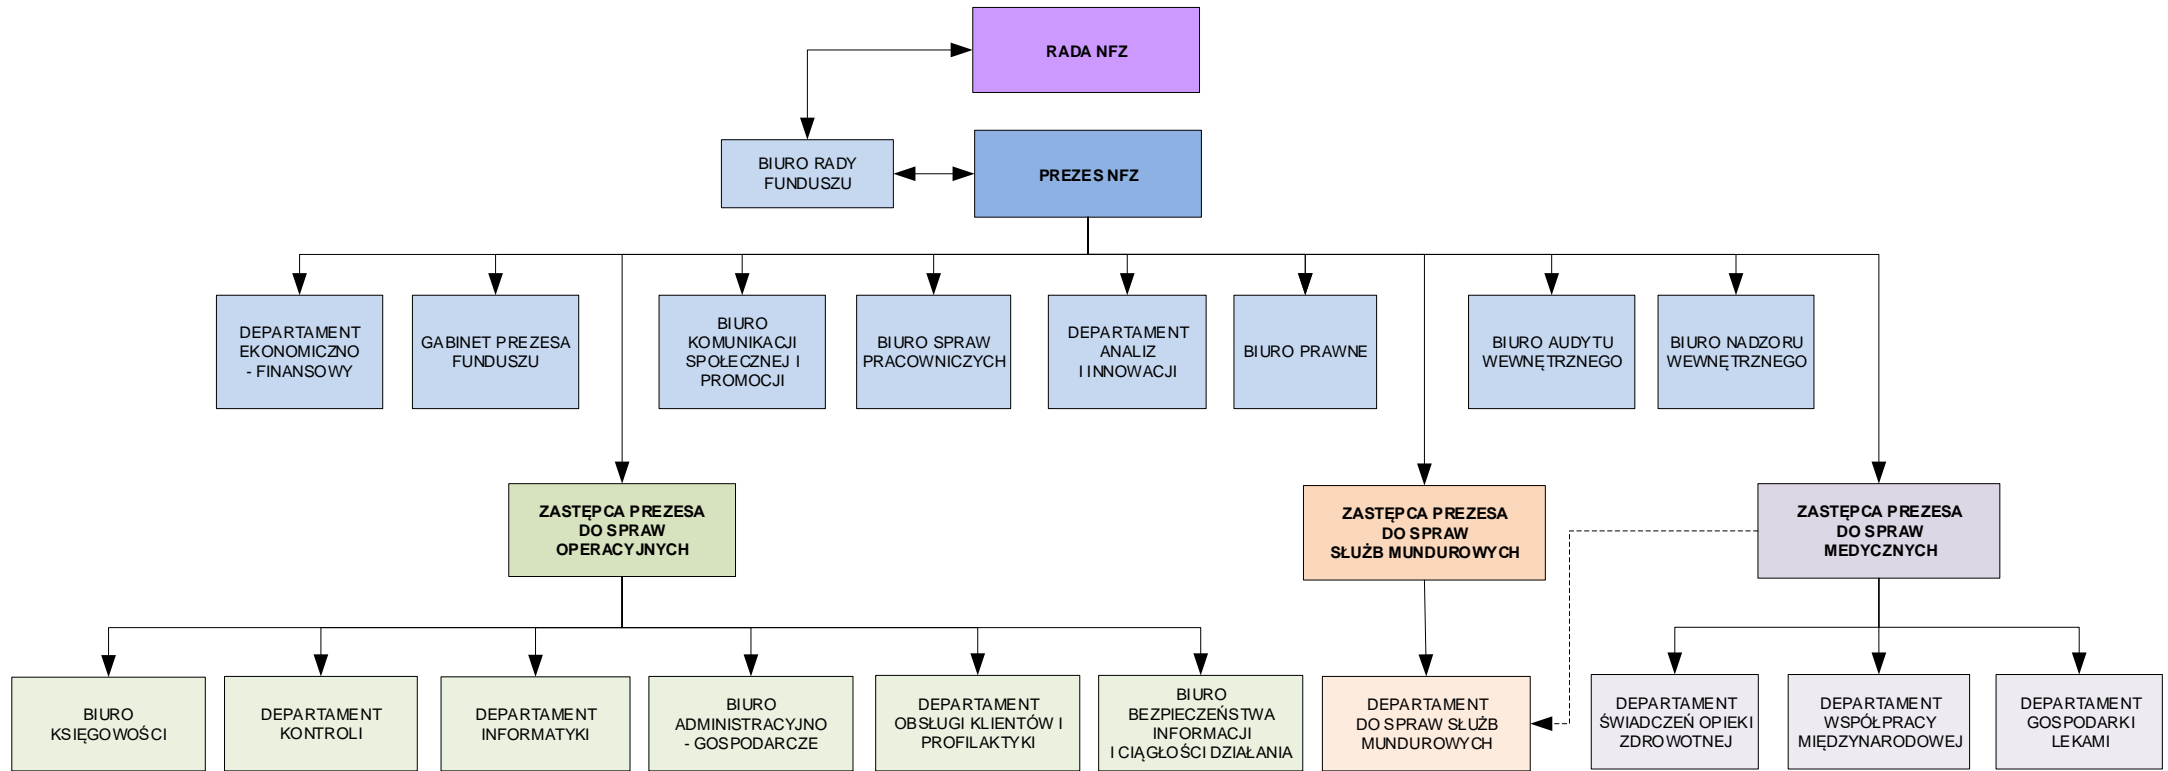 RADA NFZ
BIURO RADY
FUNDUSZU
PREZES NFZ
DEPARTAMENT
EKONOMICZNO
- FINANSOWY
GABINET PREZESA
FUNDUSZU
BIURO
KOMUNIKACJI
SPOŁECZNEJ I
PROMOCJI
BIURO SPRAW
PRACOWNICZYCH
DEPARTAMENT
ANALIZ
I INNOWACJI
BIURO PRAWNE
BIURO AUDYTU
WEWNĘTRZNEGO
BIURO NADZORU
WEWNĘTRZNEGO
ZASTĘPCA PREZESA
DO SPRAW
OPERACYJNYCH
ZASTĘPCA PREZESA
DO SPRAW
SŁUŻB MUNDUROWYCH
ZASTĘPCA PREZESA
DO SPRAW
MEDYCZNYCH
BIURO
KSIĘGOWOŚCI
DEPARTAMENT
KONTROLI
DEPARTAMENT
INFORMATYKI
BIURO
ADMINISTRACYJNO
- GOSPODARCZE
DEPARTAMENT
OBSŁUGI KLIENTÓW I
PROFILAKTYKI
BIURO
BEZPIECZEŃSTWA
INFORMACJI
I CIĄGŁOŚCI DZIAŁANIA
DEPARTAMENT
DO SPRAW SŁUŻB
MUNDUROWYCH
DEPARTAMENT
ŚWIADCZEŃ OPIEKI
ZDROWOTNEJ
DEPARTAMENT
WSPÓŁPRACY
MIĘDZYNARODOWEJ
DEPARTAMENT
GOSPODARKI
LEKAMI